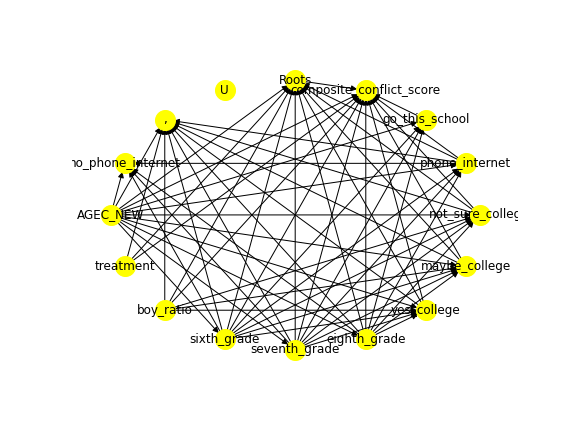 Roots
U
composite_conflict_score
,
go_this_school
no_phone_internet
phone_internet
AGEC_NEW
not_sure_colleg
treatment
maybe_college
boy_ratio
yes_college
sixth_grade
eighth_grade
seventh_grade